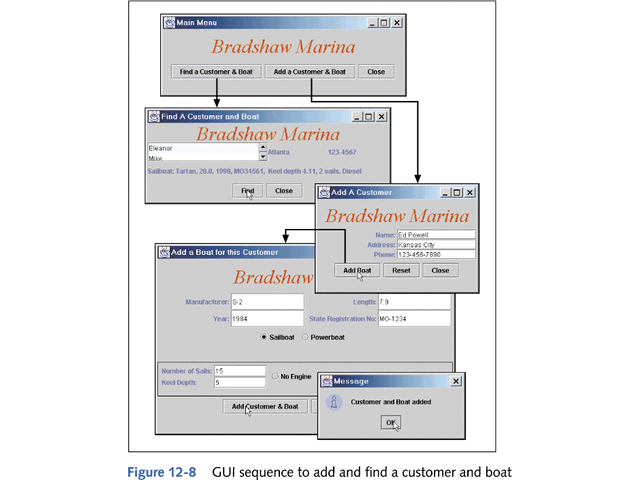 Main Menu
Bradshaw Marina
Find a Customer & Boat Add a Customer & Boat Close
Find A Customer and Boat
Bradshaw Marina
Eleanor
Mike
Atlanta 123-4567
Sailboat: Tartan, 28.0, 1998, MO34561, Keel depth 4.11, 2 sails, Diesel
Find Close
Add A Customer
Bradshaw Marina
Name: Ed Powell
Address: Kansas City
Phone: 123-456-7890
Add Boat Reset Close
Add a Boat for this Customer
Bradshaw
Manufacturer: S-2 Length: 7.9
Year: 1984 State Registration No: MO-1234
Sailboat Powerboat
Number of Sails: 15
Keel Depth: 5
No Engine
Add Customer & Boat
Message
Customer and Boat added
OK
Figure 12-8 GUI sequence to add and find a customer and boat